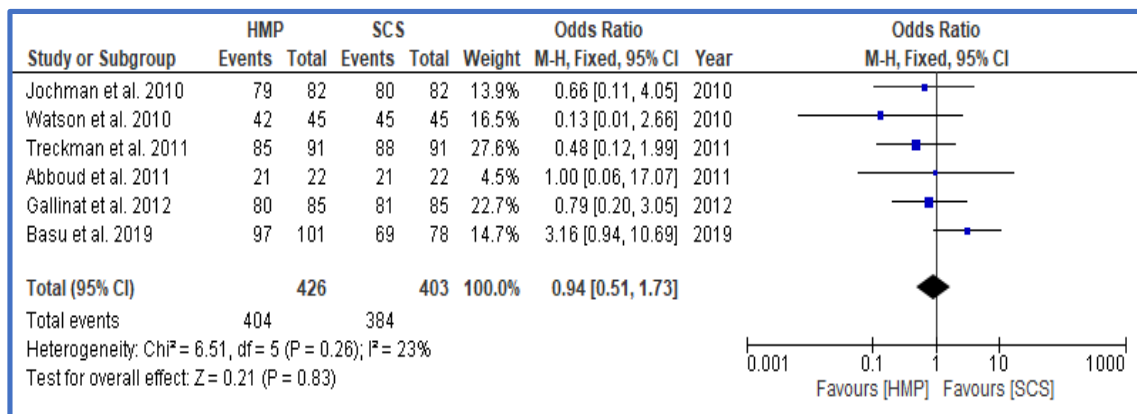 HMP SCS Odds Ratio Odds Ratio
Study or Subgroup Events Total Events Total Weight M-H, Fixed, 95% CI Year M-H, Fixed, 95% CI
Jochman et al. 2010 79 82 80 82 13.9% 0.66 [0.11, 4.05] 2010
Watson et al. 2010 42 45 45 45 16.5% 0.13 [0.01, 2.66] 2010
Treckman et al. 2011 85 91 88 91 27.6% 0.48 [0.12, 1.99] 2011
Abboud et al. 2011 21 22 21 22 4.5% 1.00 [0.06, 17.07] 2011
Gallinat et al. 2012 80 85 81 85 22.7% 0.79 [0.20, 3.05] 2012
Basu et al. 2019 97 101 69 78 14.7% 3.16 [0.94, 10.69] 2019
Total (95% CI) 426 403 100.0% 0.94 [0.51, 1.73]
Total events 404 384
Heterogeneity: Chi² = 6.51, df = 5 (P = 0.26); I² = 23%
Test for overall effect: Z = 0.21 (P = 0.83)
0.001 0.1 1 10 1000
Favours [HMP] Favours [SCS]